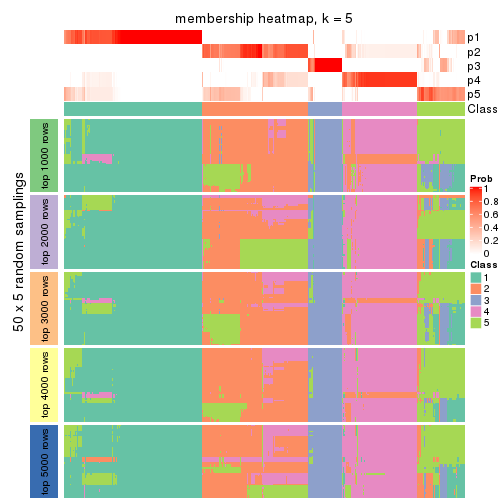 membership heatmap, k = 5
p1
p2
p3
p4
p5
Class
50 x 5 random samplings
top 1000 rows
top 2000 rows
top 3000 rows
top 4000 rows
top 5000 rows
Prob
1
0.8
0.6
0.4
0.2
0
Class
1
2
3
4
5